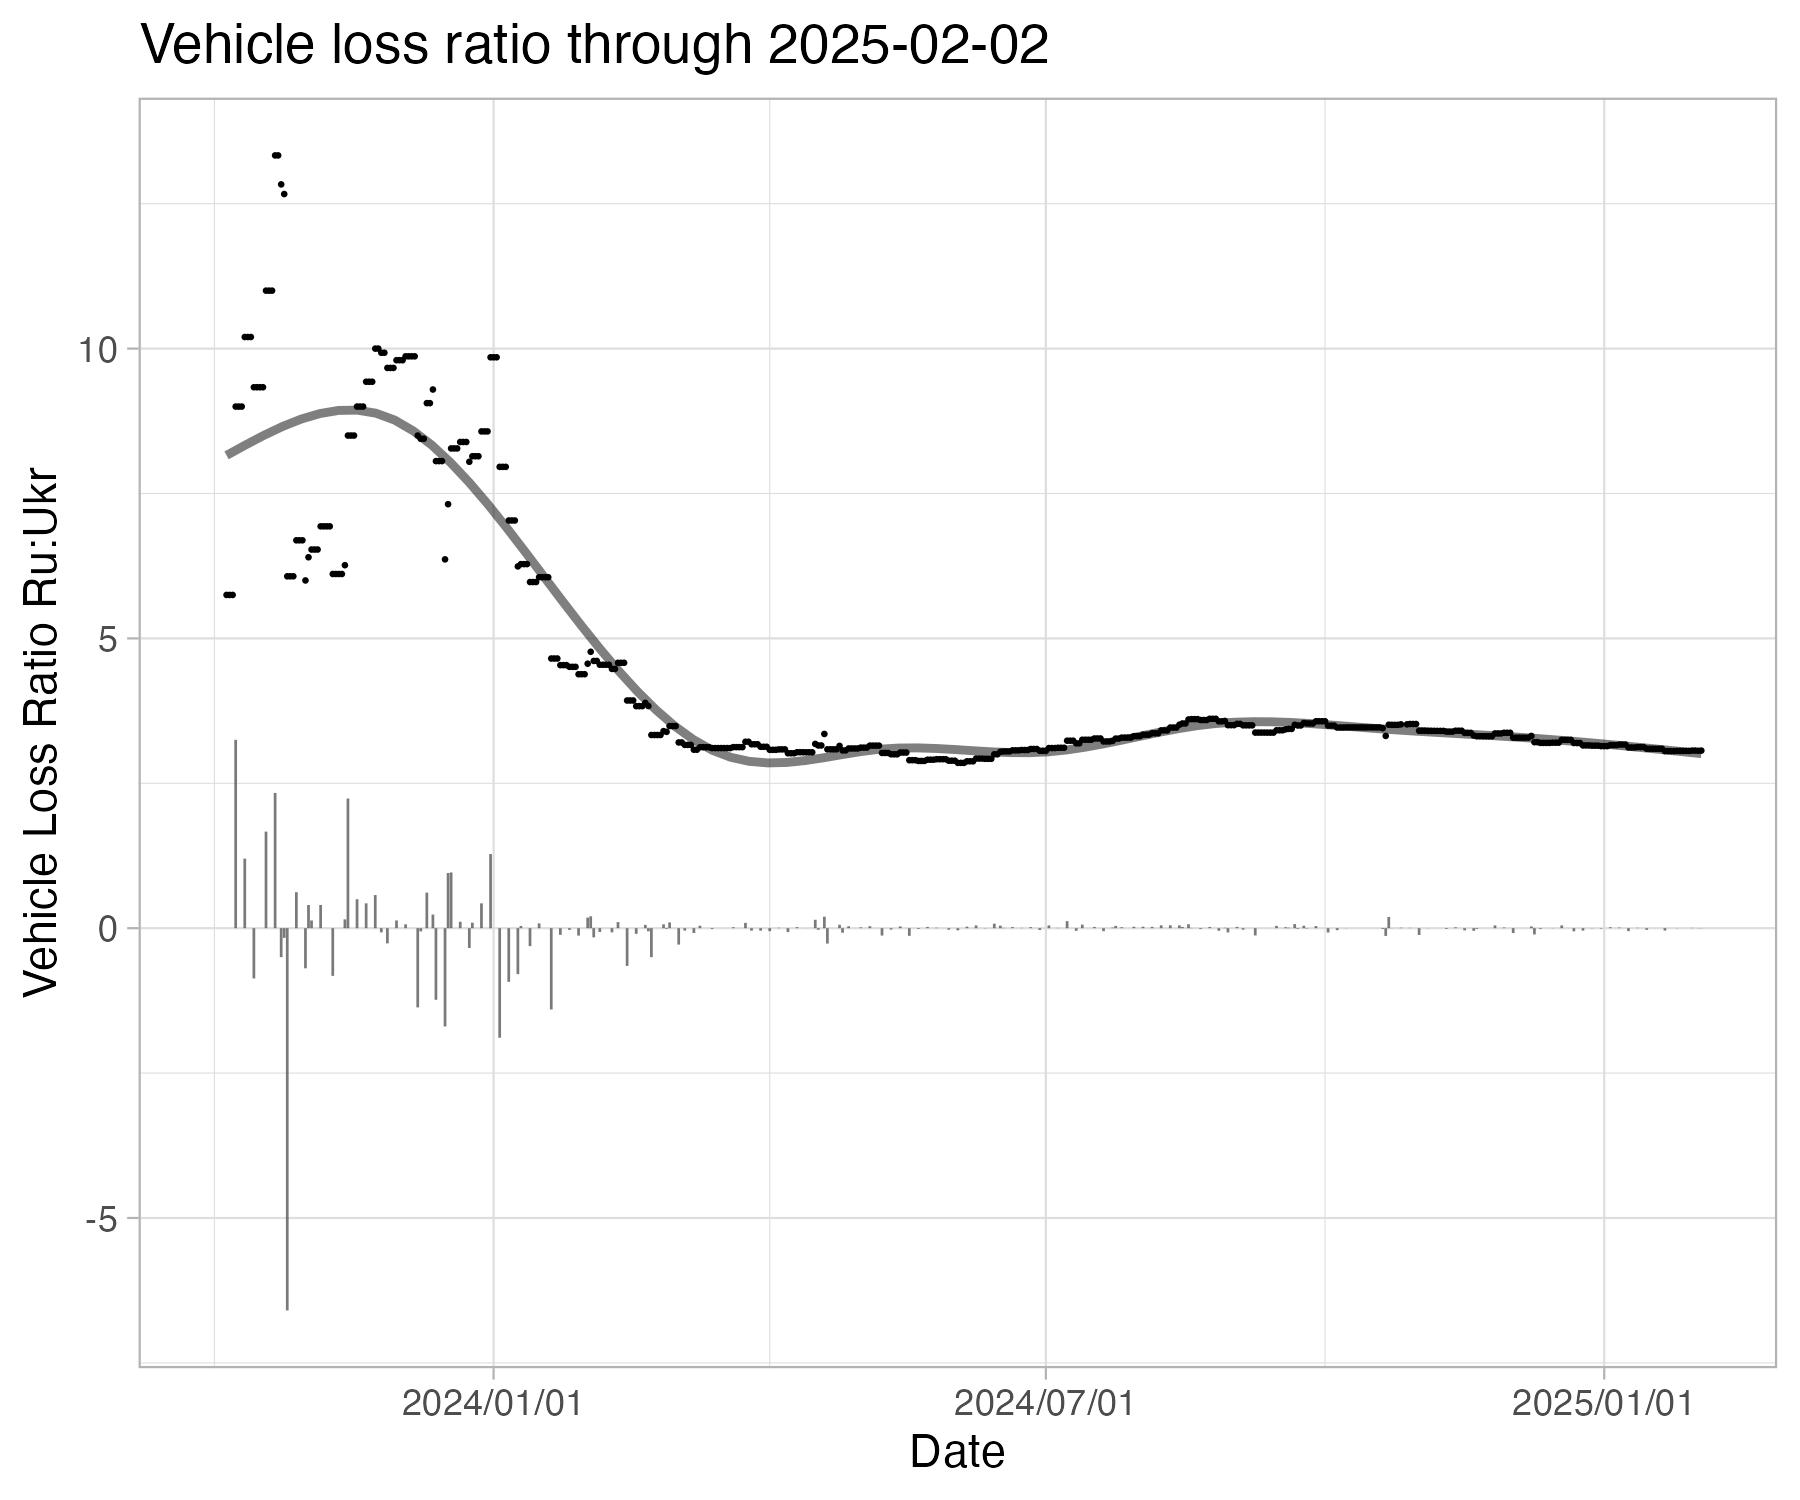 Vehicle loss ratio through 2025-02-02
Vehicle Loss Ratio Ru:Ukr
10
5
0
-5
2024/01/01
2024/07/01
2025/01/01
Date